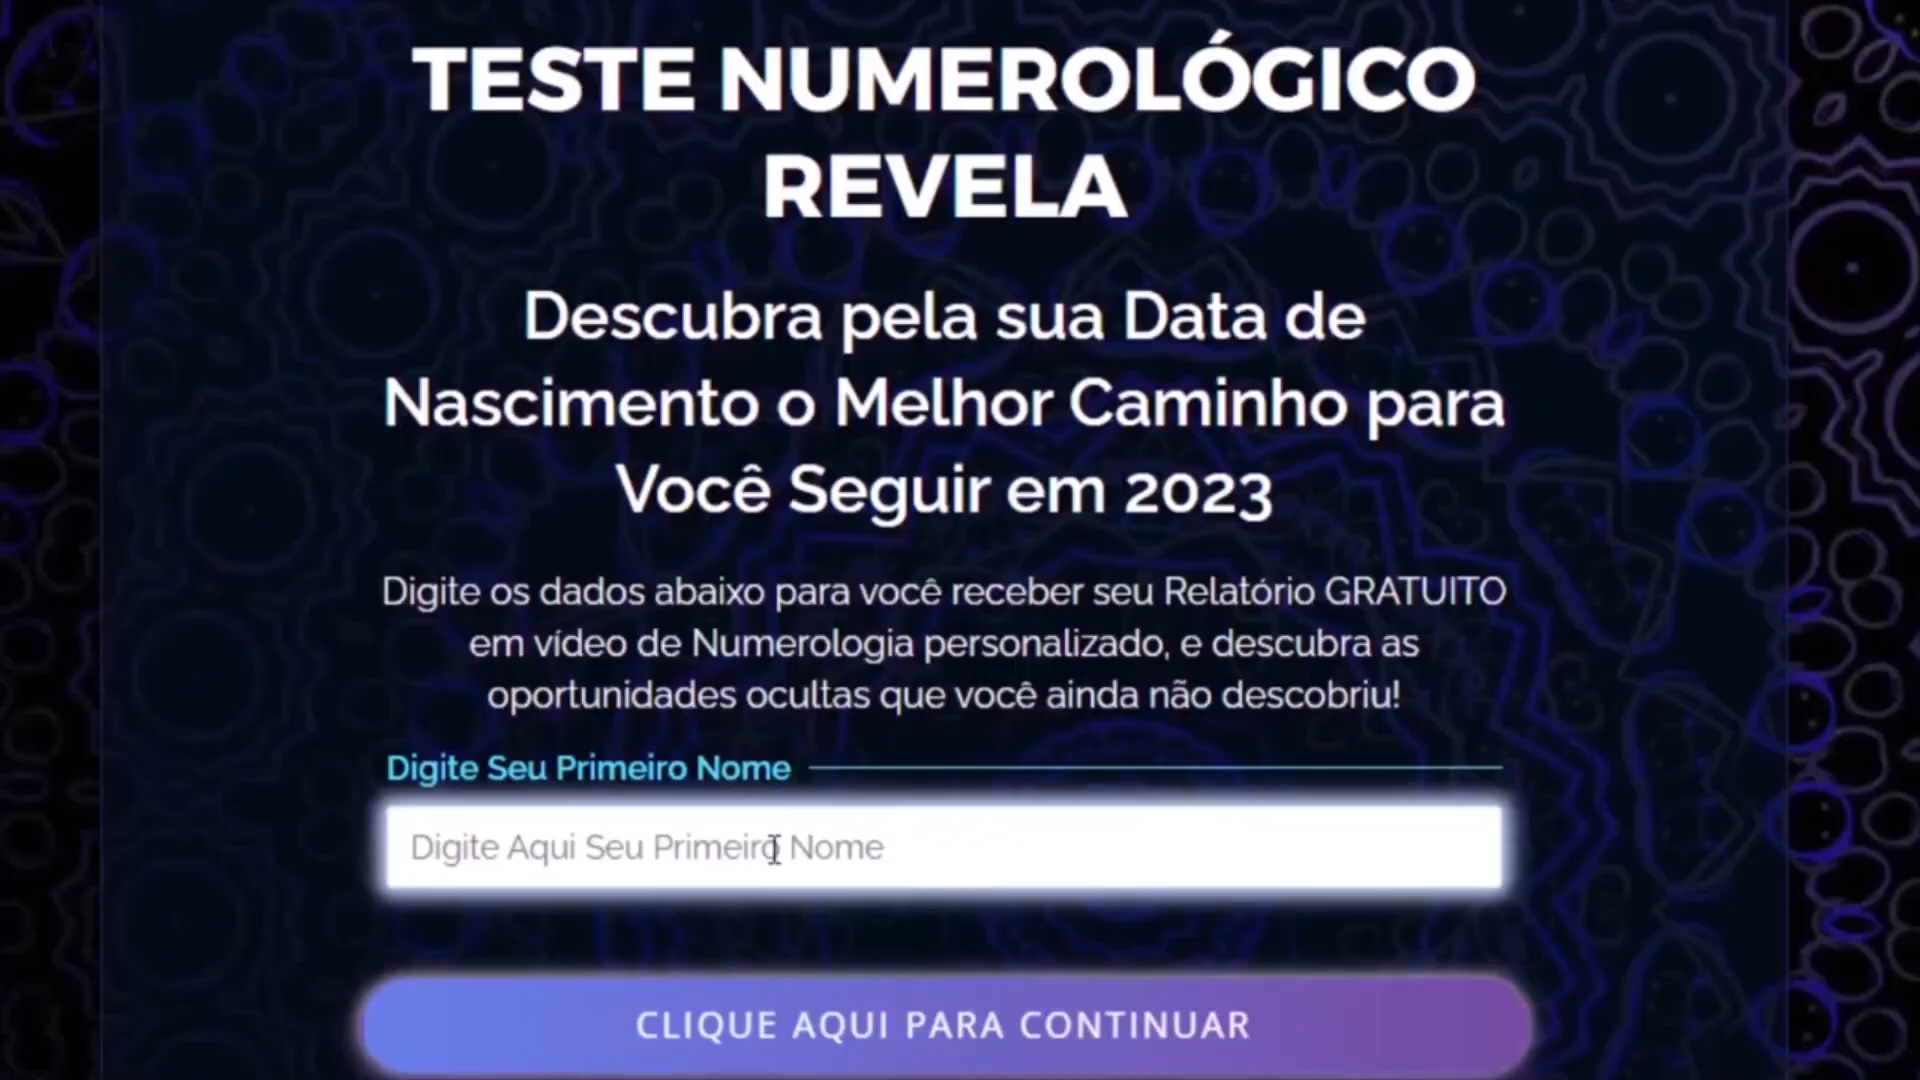 TESTE NUMEROLÓGICO
REVELA
Descubra pela sua Data de
Nascimento o Melhor Caminho para
Você Seguir em 2023
Digite os dados abaixo para você receber seu Relatório GRATUITO
em vídeo de Numerologia personalizado, e descubra as
oportunidades ocultas que você ainda não descobriu!
Digite Seu Primeiro Nome
Digite Aqui Seu Primeiro Nome
CLIQUE AQUI PARA CONTINUAR